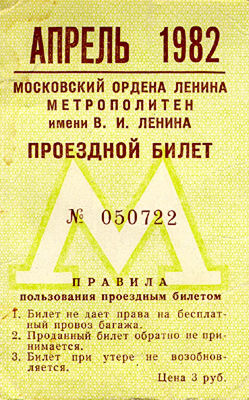 АПРЕЛЬ 1982
МОСКОВСКИЙ ОРДЕНА ЛЕНИНА
МЕТРОПОЛИТЕН
ИМЕНИ В. И. ЛЕНИНА
ПРОЕЗДНОЙ БИЛЕТ
М
№ 050722
ПРАВИЛА
пользования проездным билетом
1. Билет не дает права на бесплат-
ный провоз багажа.
2. Проданный билет обратно не при-
нимается.
3. Билет при утере не возобнов-
ляется.
Цена 3 руб.